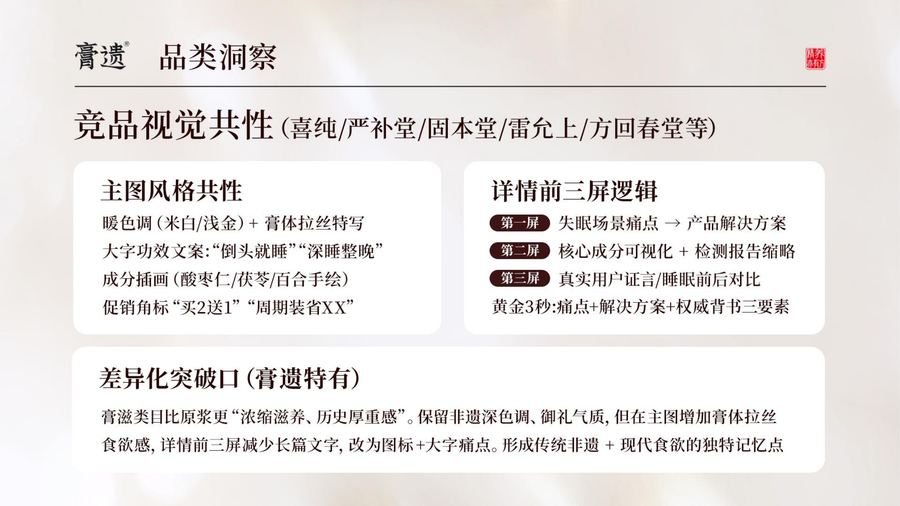 膏遗®
品类洞察
竞品视觉共性(喜纯/严补堂/固本堂/雷允上/方回春堂等)
主图风格共性
暖色调(米白/浅金)+ 膏体拉丝特写
大字功效文案:“倒头就睡”“深睡整晚”
成分插画(酸枣仁/茯苓/百合手绘)
促销角标“买2送1”“周期装省XX”
详情前三屏逻辑
第一屏 失眠场景痛点 → 产品解决方案
第二屏 核心成分可视化 + 检测报告缩略
第三屏 真实用户证言/睡眠前后对比
黄金3秒:痛点+解决方案+权威背书三要素
差异化突破口(膏遗特有)
膏滋类目比原浆更“浓缩滋养、历史厚重感”。保留非遗深色调、御礼气质, 但在主图增加膏体拉丝
食欲感, 详情前三屏减少长篇文字, 改为图标+大字痛点。形成传统非遗 + 现代食欲的独特记忆点